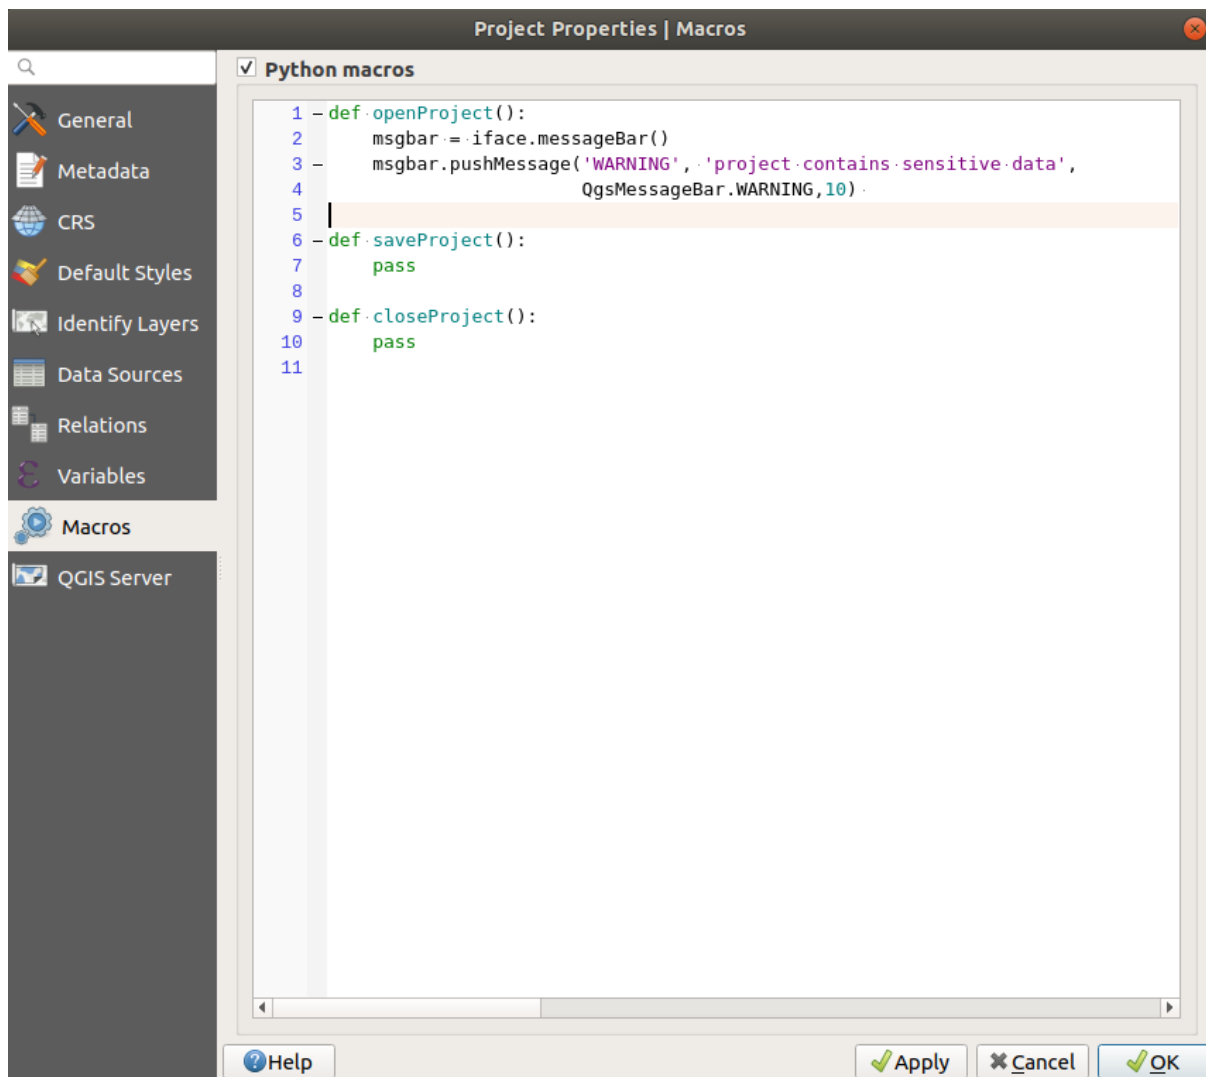 Project Properties | Macros
General
Metadata
CRS
Default Styles
Identify Layers
Data Sources
Relations
Variables
Macros
QGIS Server
Python macros
1 def openProject():
2     msgbar = iface.messageBar()
3     msgbar.pushMessage('WARNING', 'project contains sensitive data',
4                        QgsMessageBar.WARNING,10)
5
6 def saveProject():
7     pass
8
9 def closeProject():
10     pass
11
Help
Apply
Cancel
OK